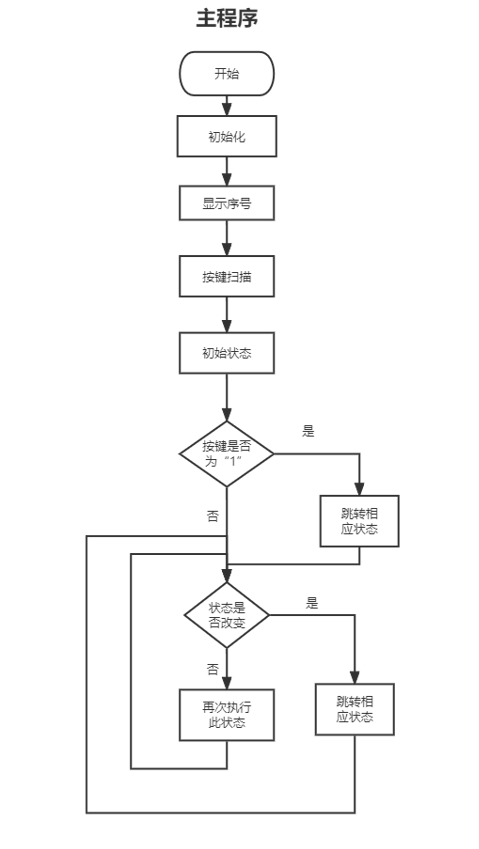 主程序
开始
初始化
显示序号
按键扫描
初始状态
按键是否
为“1”
是
否
跳转相
应状态
状态是
否改变
是
否
再次执行
此状态
跳转相
应状态